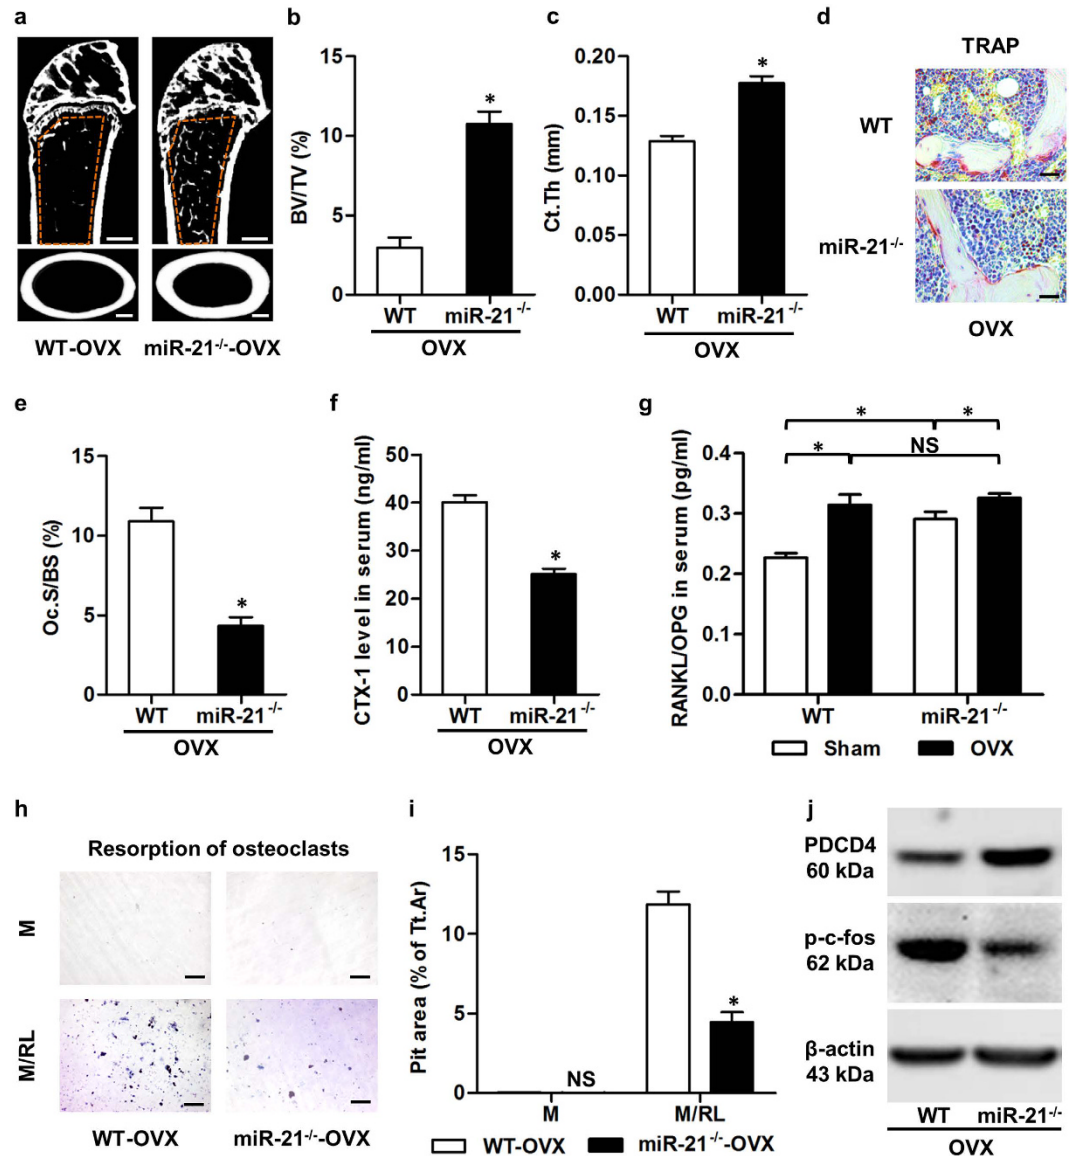 a
WT-OVX miR-21⁻/⁻-OVX
b
BV/TV (%)
15
10
5
0
*
WT miR-21⁻/⁻
OVX
c
Ct.Th (mm)
0.20
0.15
0.10
0.05
0.00
*
WT miR-21⁻/⁻
OVX
d
TRAP
WT
miR-21⁻/⁻
OVX
e
Oc.S/BS (%)
15
10
5
0
*
WT miR-21⁻/⁻
OVX
f
CTX-1 level in serum (ng/ml)
50
40
30
20
10
0
*
WT miR-21⁻/⁻
OVX
g
RANKL/OPG in serum (pg/ml)
0.4
0.3
0.2
0.1
0.0
* *
* NS
WT miR-21⁻/⁻
Sham OVX
h
Resorption of osteoclasts
M
M/RL
WT-OVX miR-21⁻/⁻-OVX
i
Pit area (% of Tt.Ar)
15
10
5
0
NS
*
M M/RL
WT-OVX miR-21⁻/⁻-OVX
j
PDCD4
60 kDa
p-c-fos
62 kDa
β-actin
43 kDa
WT miR-21⁻/⁻
OVX